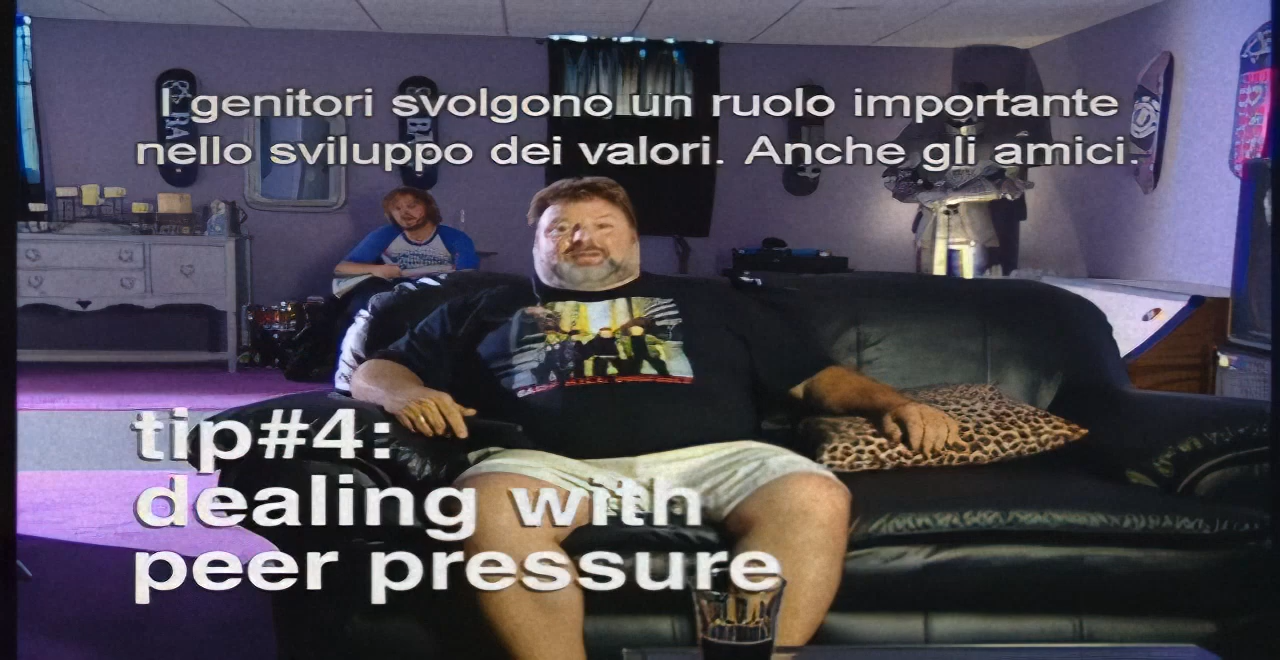 I genitori svolgono un ruolo importante
nello sviluppo dei valori. Anche gli amici.
tip#4:
dealing with
peer pressure